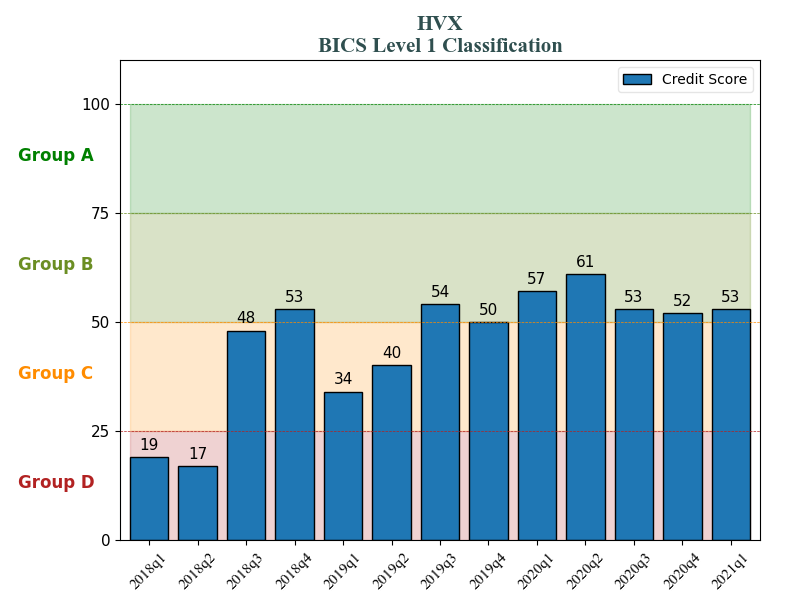 HVX
BICS Level 1 Classification
Credit Score
100
Group A
75
Group B
61
57
54
53
53
52
53
50
50
48
40
Group C
34
25
19
17
Group D
0
2018q1
2018q2
2018q3
2018q4
2019q1
2019q2
2019q3
2019q4
2020q1
2020q2
2020q3
2020q4
2021q1